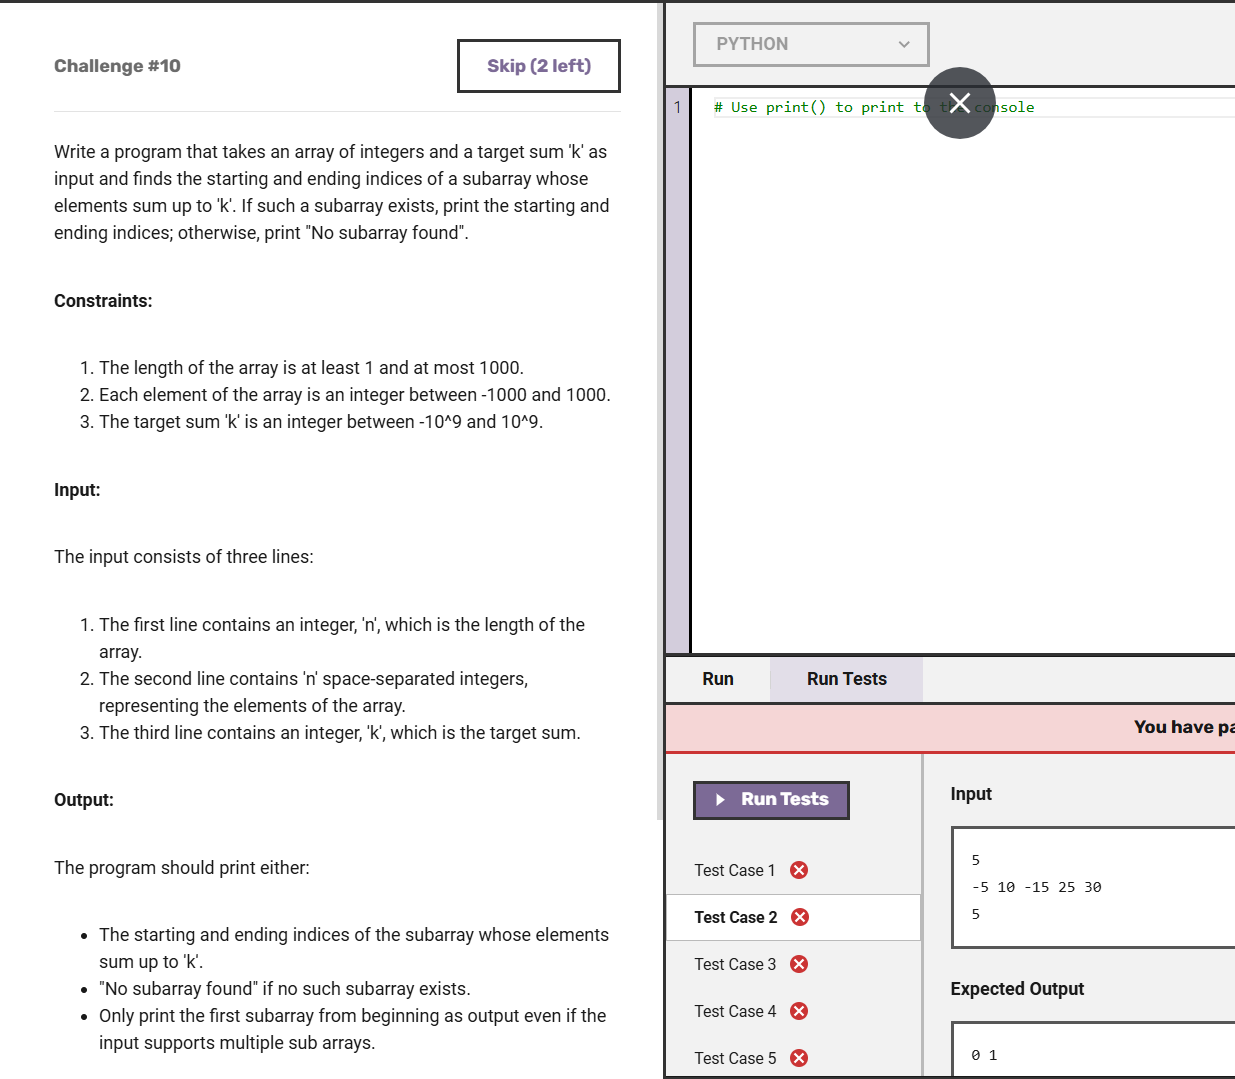 Challenge #10
Skip (2 left)
Write a program that takes an array of integers and a target sum 'k' as
input and finds the starting and ending indices of a subarray whose
elements sum up to 'k'. If such a subarray exists, print the starting and
ending indices; otherwise, print "No subarray found".
Constraints:
1. The length of the array is at least 1 and at most 1000.
2. Each element of the array is an integer between -1000 and 1000.
3. The target sum 'k' is an integer between -10^9 and 10^9.
Input:
The input consists of three lines:
1. The first line contains an integer, 'n', which is the length of the
array.
2. The second line contains 'n' space-separated integers,
representing the elements of the array.
3. The third line contains an integer, 'k', which is the target sum.
Output:
The program should print either:
• The starting and ending indices of the subarray whose elements
sum up to 'k'.
• "No subarray found" if no such subarray exists.
• Only print the first subarray from beginning as output even if the
input supports multiple sub arrays.
PYTHON
1 # Use print() to print to the console
Run
Run Tests
You have
Run Tests
Test Case 1
Test Case 2
Test Case 3
Test Case 4
Test Case 5
Input
5
-5 10 -15 25 30
5
Expected Output
0 1